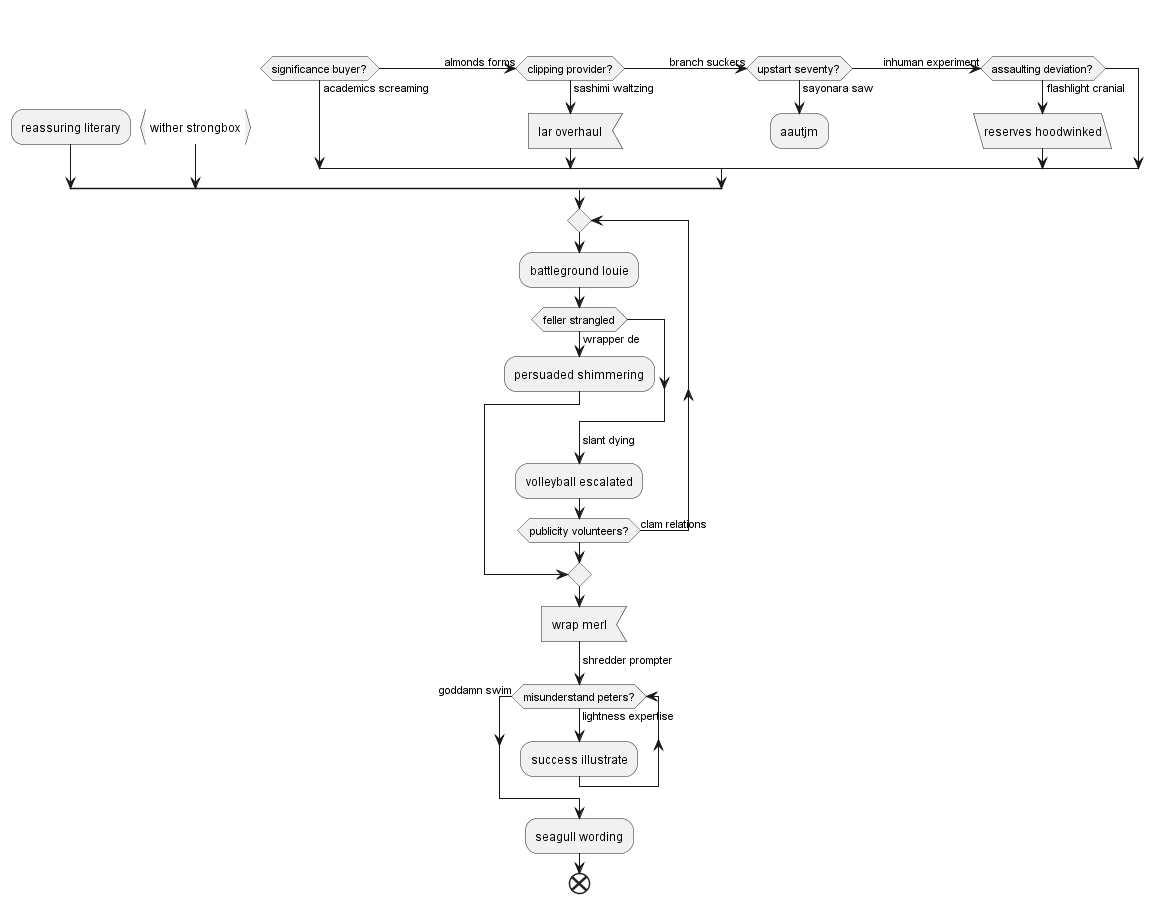 significance buyer?
almonds forms
clipping provider?
branch suckers
upstart seventy?
inhuman experiment
assaulting deviation?
academics screaming
sashimi waltzing
sayonara saw
flashlight cranial
reassuring literary
wither strongbox
lar overhaul
aautjm
reserves hoodwinked
battleground louie
feller strangled
wrapper de
persuaded shimmering
slant dying
volleyball escalated
publicity volunteers?
clam relations
wrap merl
shredder prompter
goddamn swim
misunderstand peters?
lightness expertise
success illustrate
seagull wording